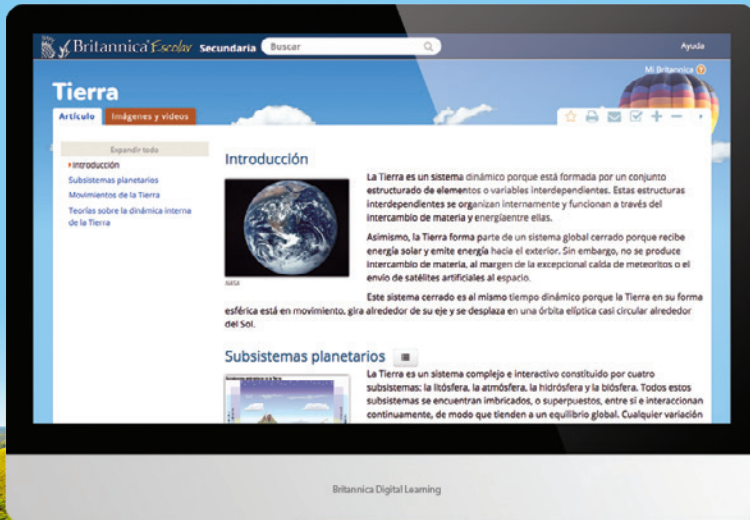 Britannica Escolar Secundaria Buscar Ayuda
Mi Britannica
Tierra
Artículo Imágenes y videos
Expandir todo
Introducción
Subsistemas planetarios
Movimientos de la Tierra
Teorías sobre la dinámica interna
de la Tierra
Introducción
La Tierra es un sistema dinámico porque está formada por un conjunto
estructurado de elementos o variables interdependientes. Estas estructuras
interdependientes se organizan internamente y funcionan a través del
intercambio de materia y energíaentre ellas.
Asimismo, la Tierra forma parte de un sistema global cerrado porque recibe
energía solar y emite energía hacia el exterior. Sin embargo, no se produce
intercambio de materia, al margen de la excepcional caída de meteoritos o el
envío de satélites artificiales al espacio.
NASA
Este sistema cerrado es al mismo tiempo dinámico porque la Tierra en su forma
esférica está en movimiento, gira alrededor de su eje y se desplaza en una órbita elíptica casi circular alrededor
del Sol.
Subsistemas planetarios
La Tierra es un sistema complejo e interactivo constituido por cuatro
subsistemas: la litósfera, la atmósfera, la hidrósfera y la biósfera. Todos estos
subsistemas se encuentran imbricados, o superpuestos, entre sí e interaccionan
continuamente, de modo que tienden a un equilibrio global. Cualquier variación
Britannica Digital Learning